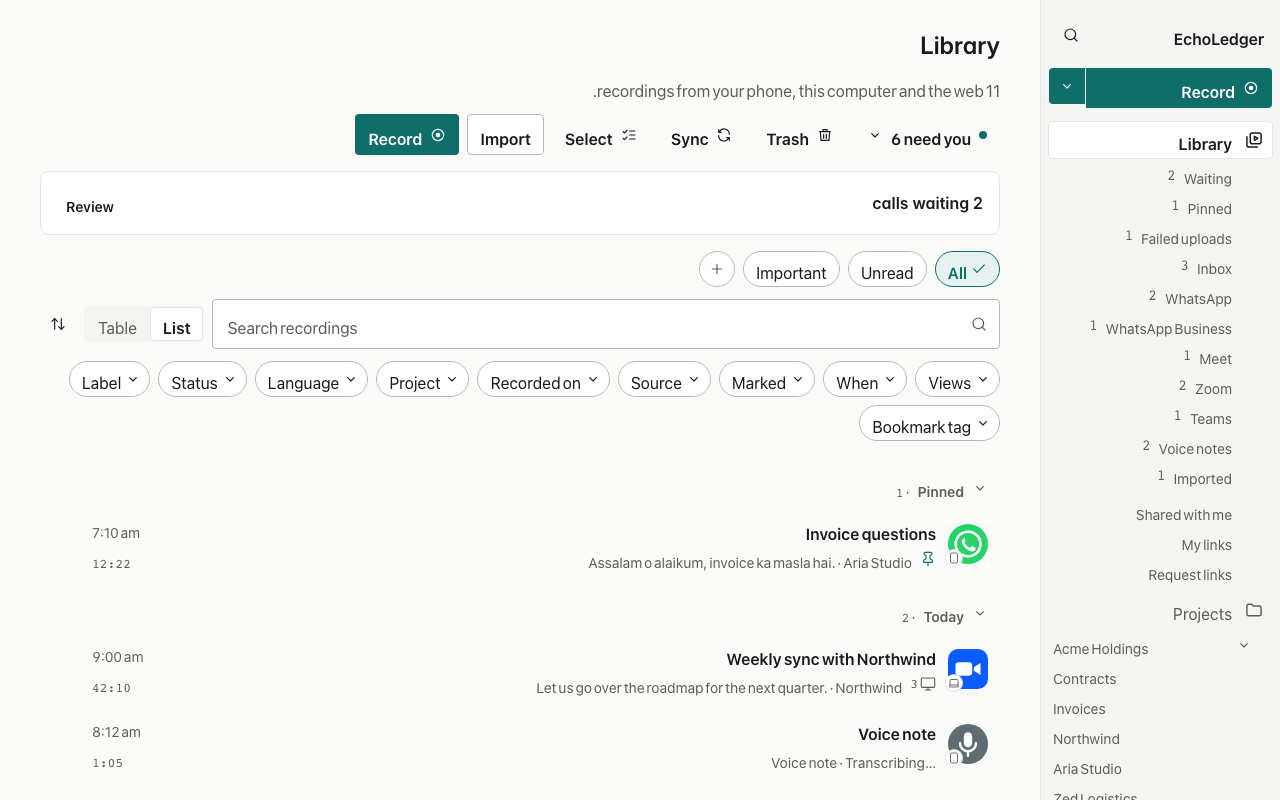 EchoLedger
Record
Library
Waiting 2
Pinned 1
Failed uploads 1
Inbox 3
WhatsApp 2
WhatsApp Business 1
Meet 1
Zoom 2
Teams 1
Voice notes 2
Imported 1
Shared with me
My links
Request links
Projects
Acme Holdings
Contracts
Invoices
Northwind
Aria Studio
Zed Logistics
Library
11 recordings from your phone, this computer and the web.
6 need you
Trash
Sync
Select
Import
Record
2 calls waiting
Review
All
Unread
Important
Search recordings
List
Table
Views
When
Marked
Source
Recorded on
Project
Language
Status
Label
Bookmark tag
Pinned · 1
Invoice questions
7:10 am
Assalam o alaikum, invoice ka masla hai. · Aria Studio
12:22
Today · 2
Weekly sync with Northwind
9:00 am
3 Let us go over the roadmap for the next quarter. · Northwind
42:10
Voice note
8:12 am
Voice note · Transcribing…
1:05